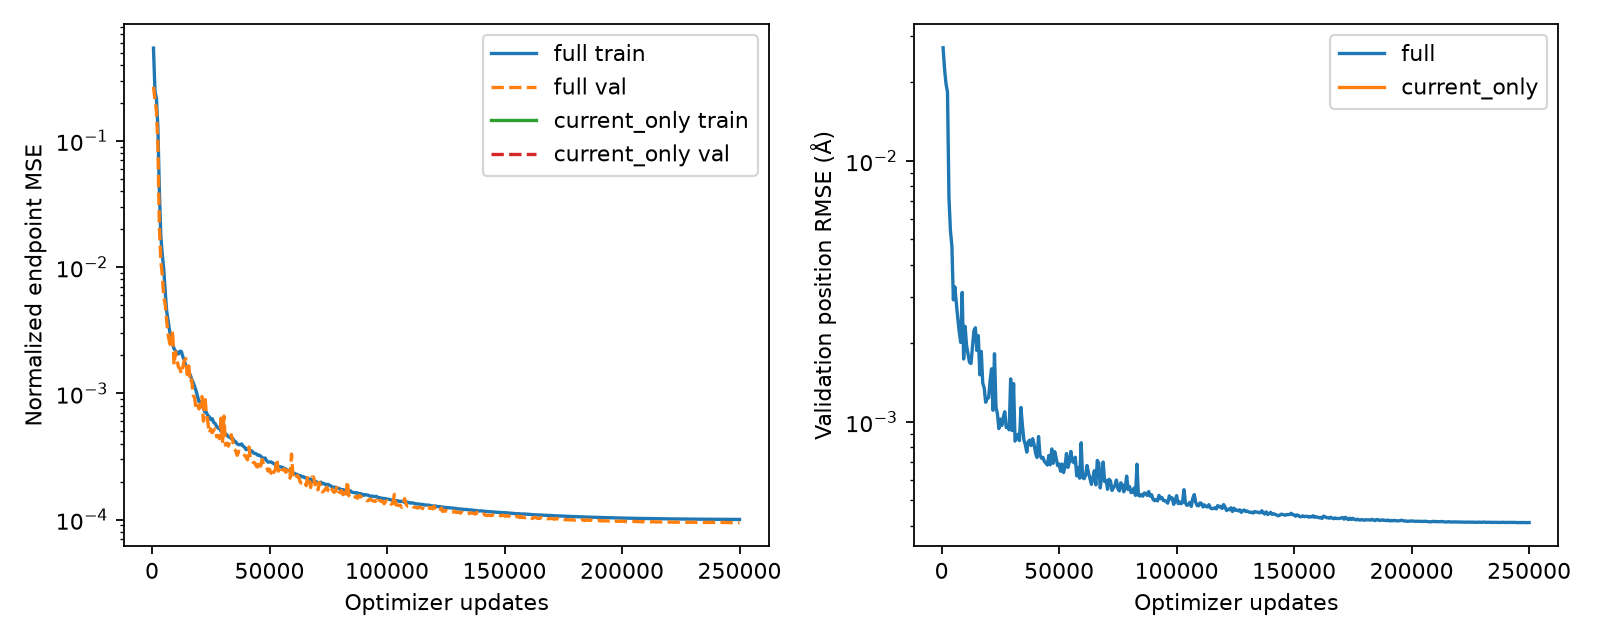 full train
full val
current_only train
current_only val
10⁻¹
10⁻²
10⁻³
10⁻⁴
Normalized endpoint MSE
0 50000 100000 150000 200000 250000
Optimizer updates
full
current_only
10⁻²
10⁻³
Validation position RMSE (Å)
0 50000 100000 150000 200000 250000
Optimizer updates